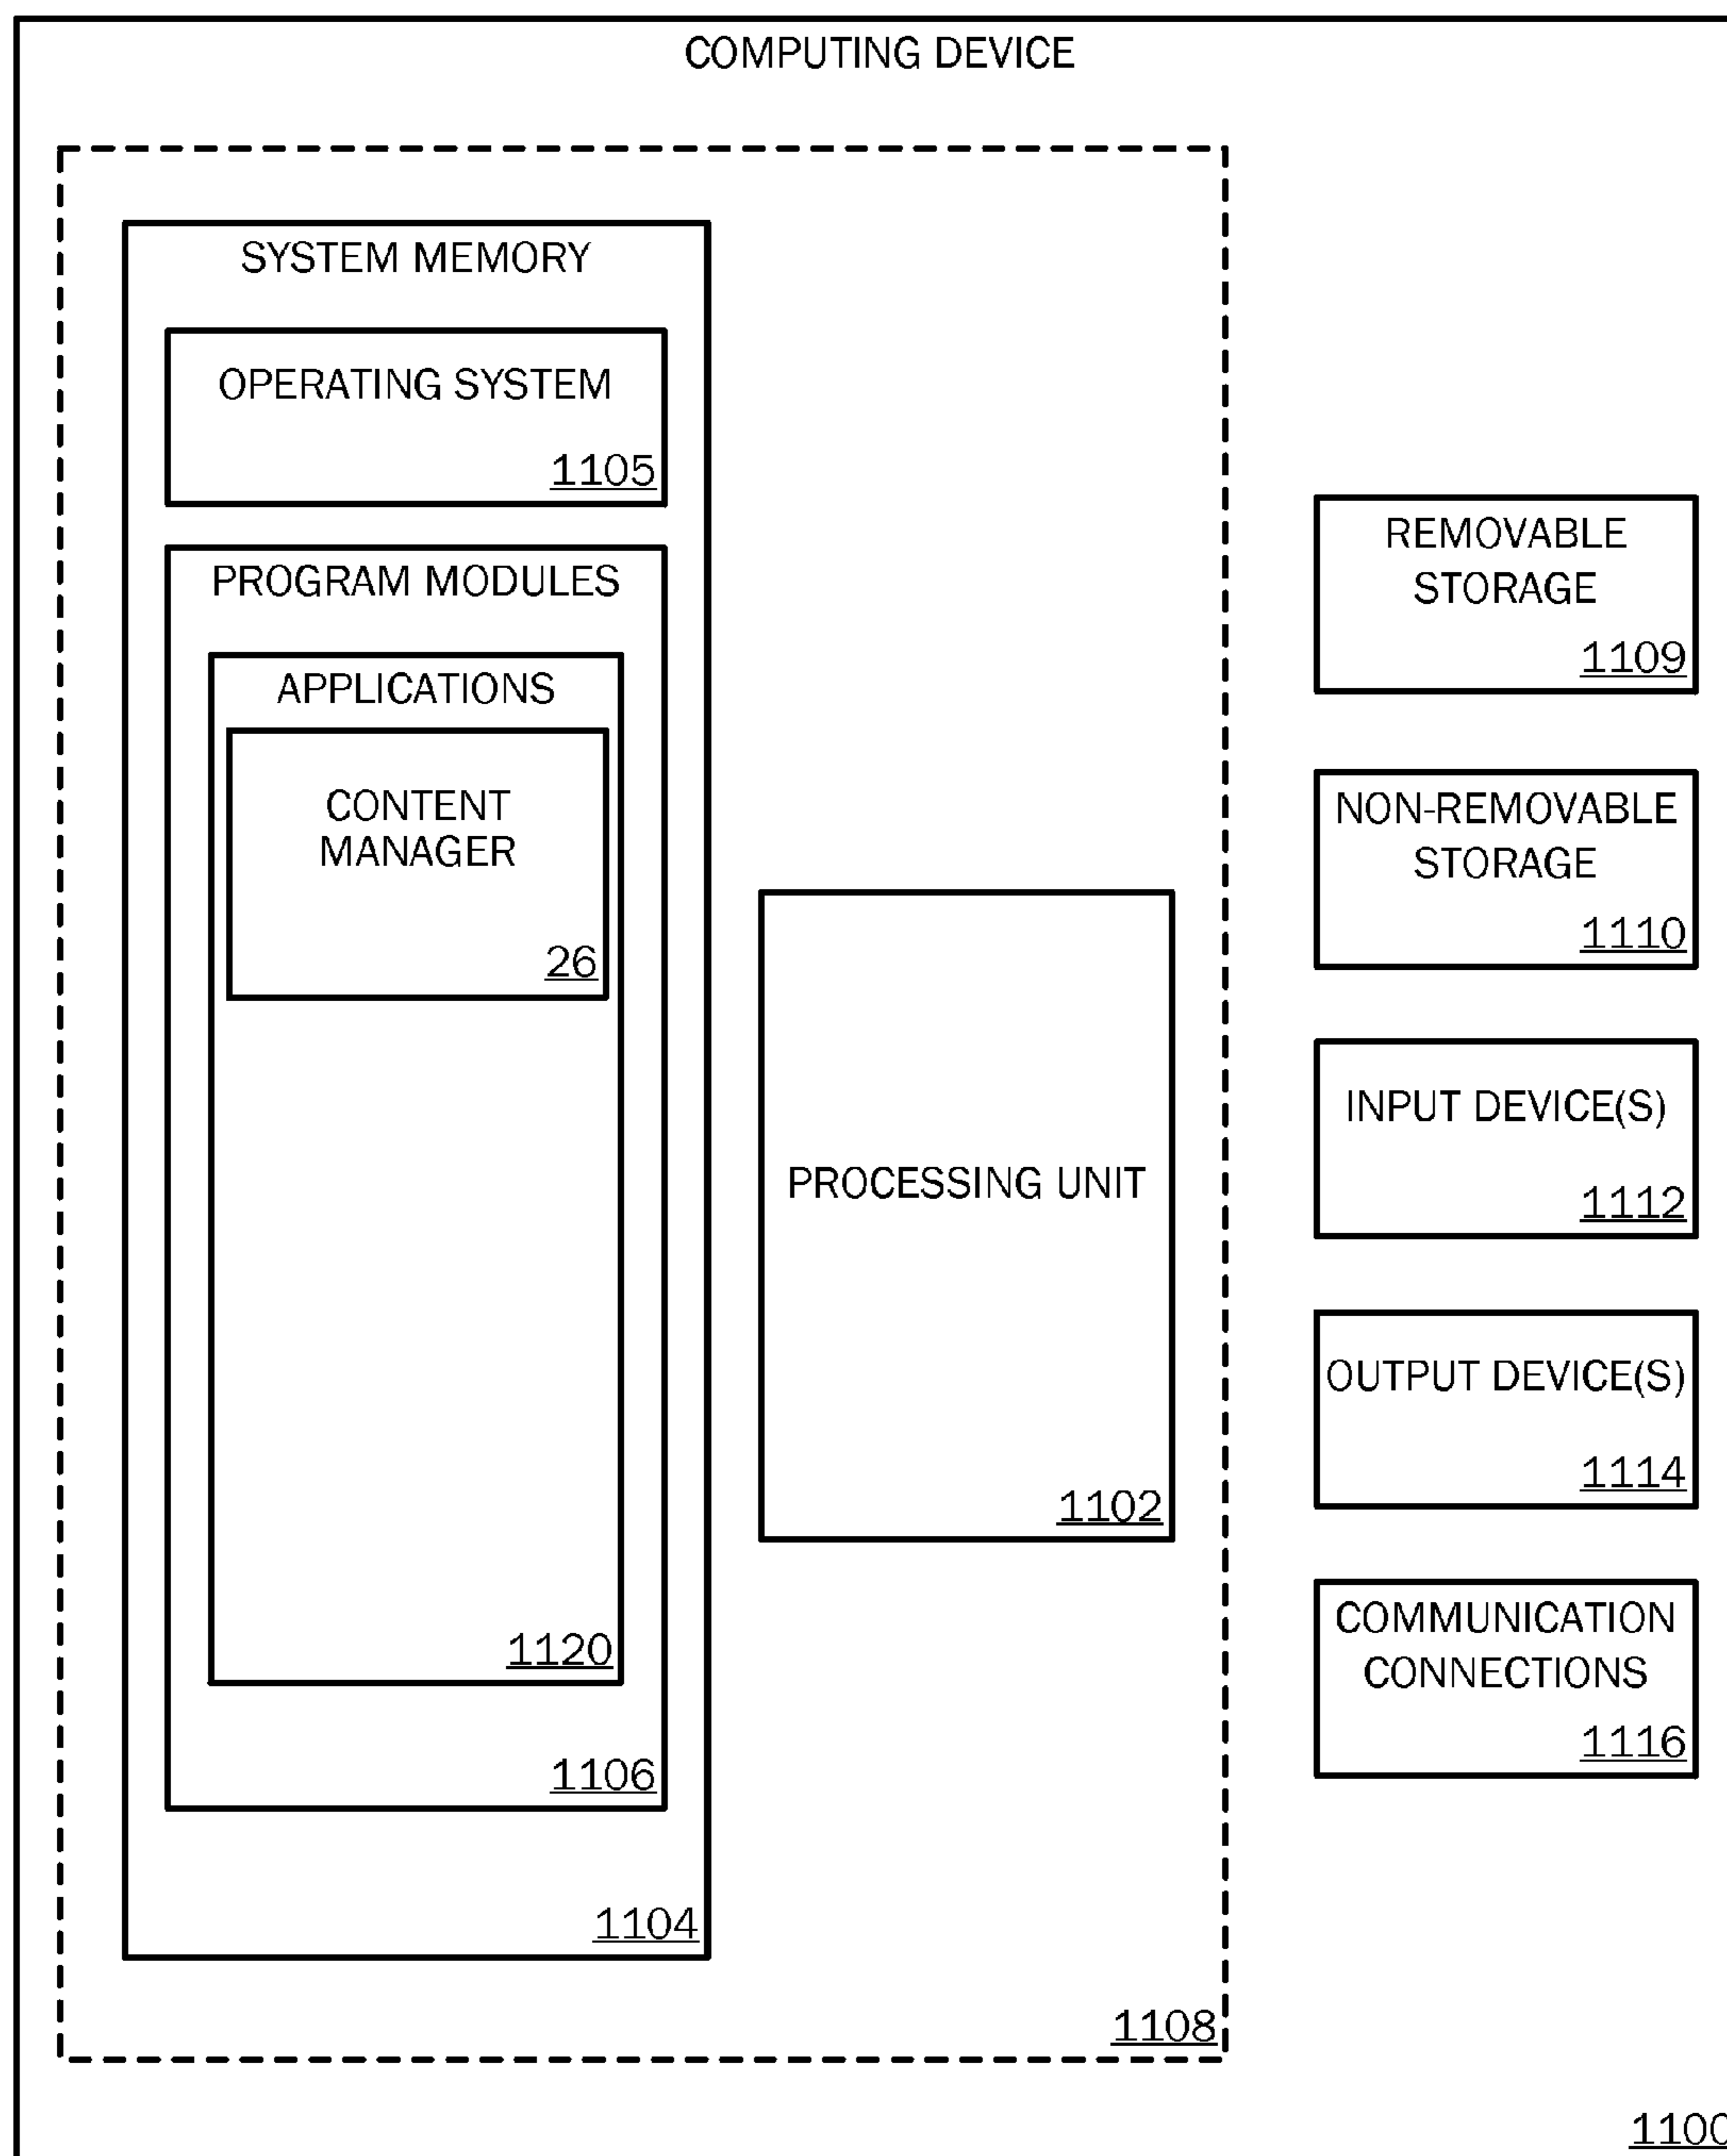 COMPUTING DEVICE
SYSTEM MEMORY
OPERATING SYSTEM
1105
PROGRAM MODULES
APPLICATIONS
CONTENT
MANAGER
26
1120
1106
1104
PROCESSING UNIT
1102
1108
REMOVABLE
STORAGE
1109
NON-REMOVABLE
STORAGE
1110
INPUT DEVICE(S)
1112
OUTPUT DEVICE(S)
1114
COMMUNICATION
CONNECTIONS
1116
1100